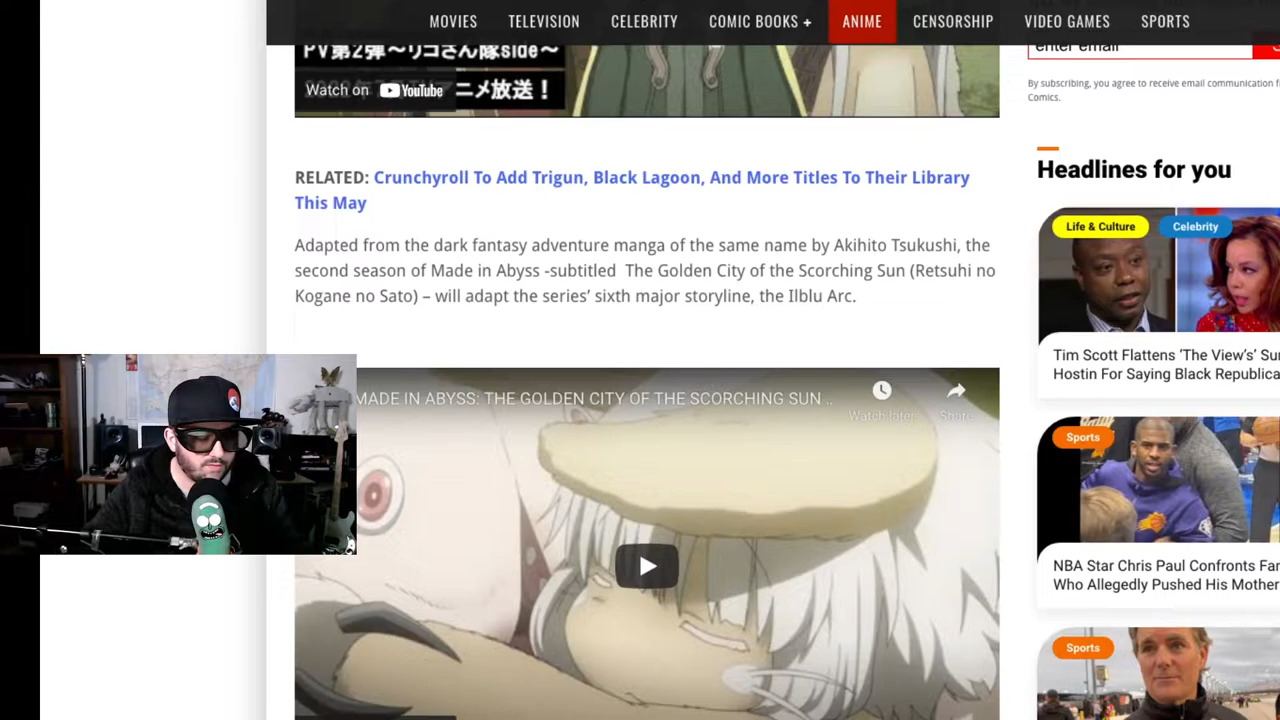 MOVIES TELEVISION CELEBRITY COMIC BOOKS + ANIME CENSORSHIP VIDEO GAMES SPORTS
PV第2弾〜リコさん隊side〜
Watch on YouTube
ニメ放送！
enter email
By subscribing, you agree to receive email communication
Comics.
RELATED: Crunchyroll To Add Trigun, Black Lagoon, And More Titles To Their Library
This May
Adapted from the dark fantasy adventure manga of the same name by Akihito Tsukushi, the
second season of Made in Abyss -subtitled The Golden City of the Scorching Sun (Retsuhi no
Kogane no Sato) – will adapt the series’ sixth major storyline, the Ilblu Arc.
MADE IN ABYSS: THE GOLDEN CITY OF THE SCORCHING SUN ..
Watch later
Share
Headlines for you
Life & Culture
Celebrity
Tim Scott Flattens ‘The View’s’ Su
Hostin For Saying Black Republica
Sports
NBA Star Chris Paul Confronts Fa
Who Allegedly Pushed His Mother
Sports